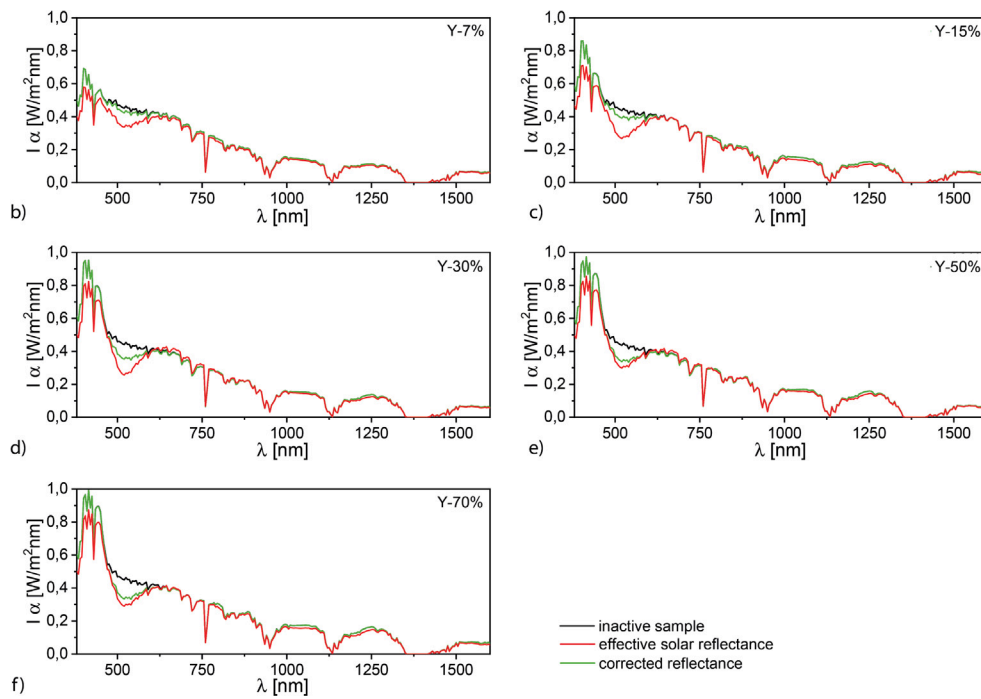 1,0
0,8
0,6
0,4
0,2
0,0
I α [W/m²nm]
Y-7%
500 750 1000 1250 1500
λ [nm]
b)
1,0
0,8
0,6
0,4
0,2
0,0
I α [W/m²nm]
Y-15%
500 750 1000 1250 1500
λ [nm]
c)
1,0
0,8
0,6
0,4
0,2
0,0
I α [W/m²nm]
Y-30%
500 750 1000 1250 1500
λ [nm]
d)
1,0
0,8
0,6
0,4
0,2
0,0
I α [W/m²nm]
Y-50%
500 750 1000 1250 1500
λ [nm]
e)
1,0
0,8
0,6
0,4
0,2
0,0
I α [W/m²nm]
Y-70%
500 750 1000 1250 1500
λ [nm]
f)
inactive sample
effective solar reflectance
corrected reflectance